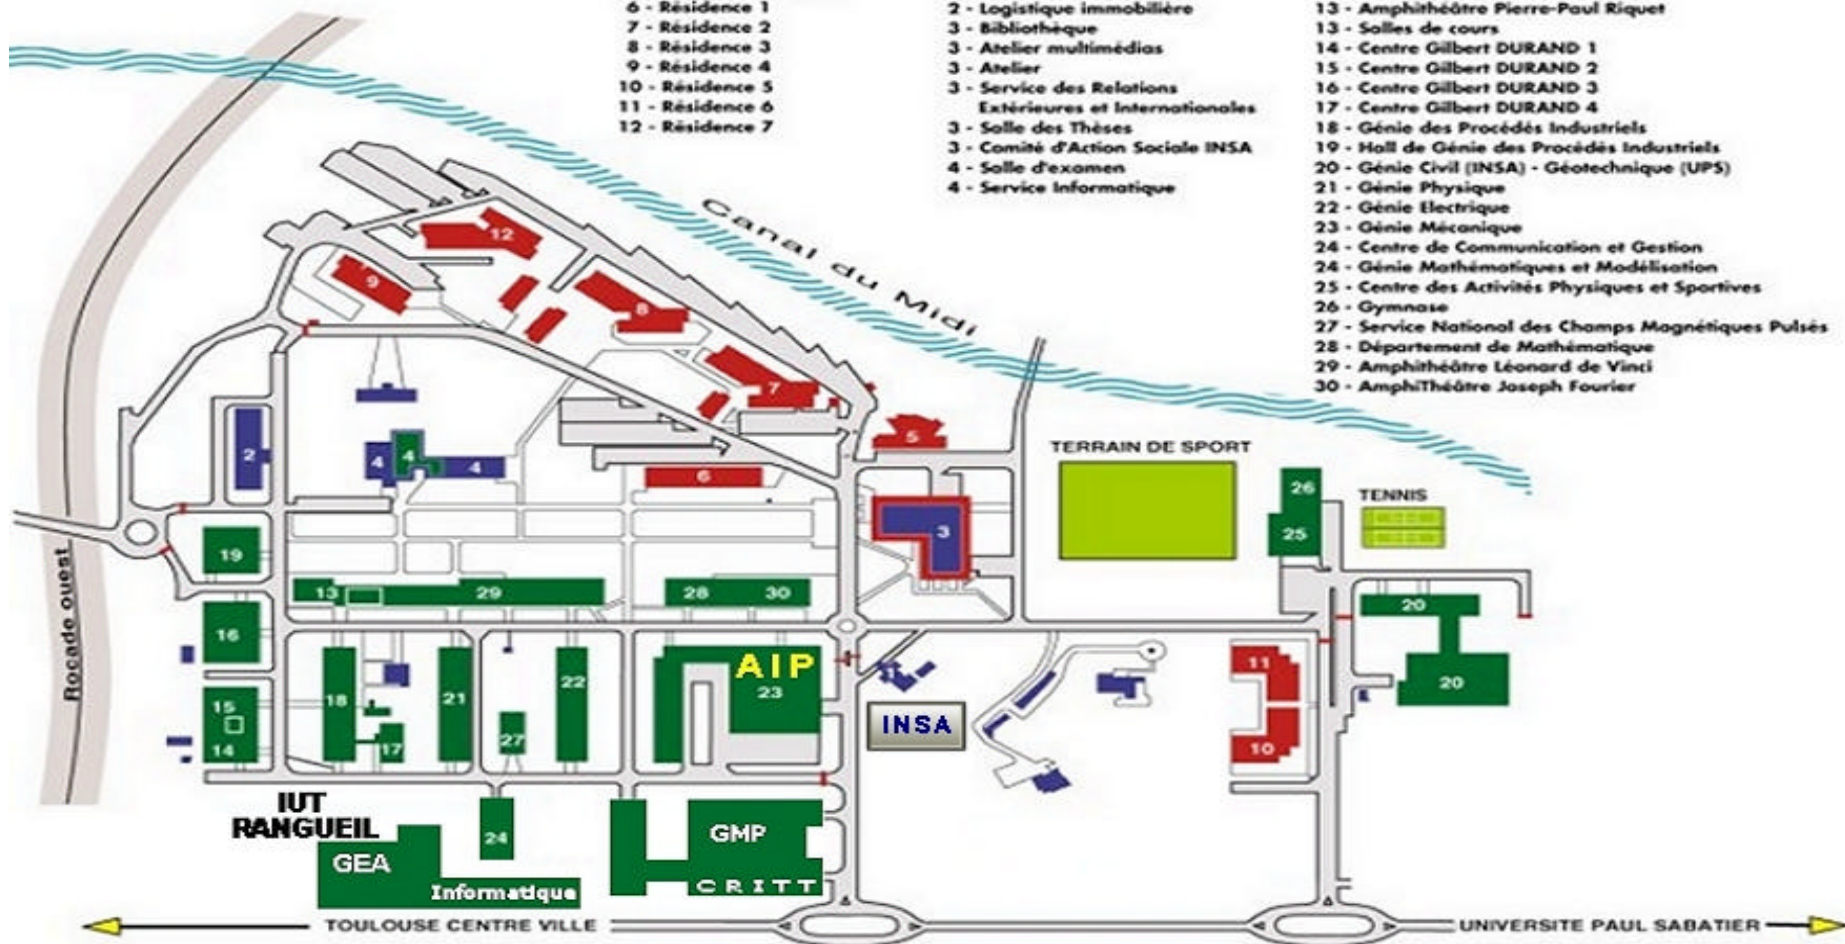 6 - Résidence 1
7 - Résidence 2
8 - Résidence 3
9 - Résidence 4
10 - Résidence 5
11 - Résidence 6
12 - Résidence 7
2 - Logistique immobilière
3 - Bibliothèque
3 - Atelier multimédias
3 - Atelier
3 - Service des Relations
Extérieures et Internationales
3 - Salle des Thèses
3 - Comité d'Action Sociale INSA
4 - Salle d'examen
4 - Service Informatique
13 - Amphithéâtre Pierre-Paul Riquet
13 - Salles de cours
14 - Centre Gilbert DURAND 1
15 - Centre Gilbert DURAND 2
16 - Centre Gilbert DURAND 3
17 - Centre Gilbert DURAND 4
18 - Génie des Procédés Industriels
19 - Hall de Génie des Procédés Industriels
20 - Génie Civil (INSA) - Géotechnique (UPS)
21 - Génie Physique
22 - Génie Electrique
23 - Génie Mécanique
24 - Centre de Communication et Gestion
24 - Génie Mathématiques et Modélisation
25 - Centre des Activités Physiques et Sportives
26 - Gymnase
27 - Service National des Champs Magnétiques Pulsés
28 - Département de Mathématique
29 - Amphithéâtre Léonard de Vinci
30 - AmphiThéâtre Joseph Fourier
Canal du Midi
12
9
8
7
5
6
2
4
4
4
3
TERRAIN DE SPORT
TENNIS
26
25
19
13
29
28
30
20
16
AIP
23
11
20
18
21
22
15
14
17
27
1
INSA
10
Rocade ouest
IUT
RANGUEIL
24
GMP
GEA
Informatique
CRITT
TOULOUSE CENTRE VILLE
UNIVERSITE PAUL SABATIER